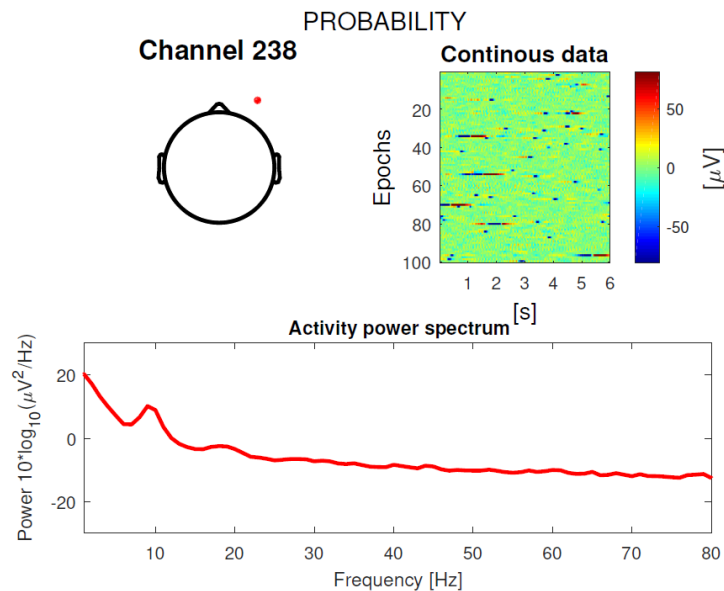 PROBABILITY
Channel 238
Continous data
Epochs
20
40
60
80
100
1 2 3 4 5 6
[s]
50
0
-50
[μV]
Activity power spectrum
Power 10*log10(μV2/Hz)
20
0
-20
10 20 30 40 50 60 70 80
Frequency [Hz]